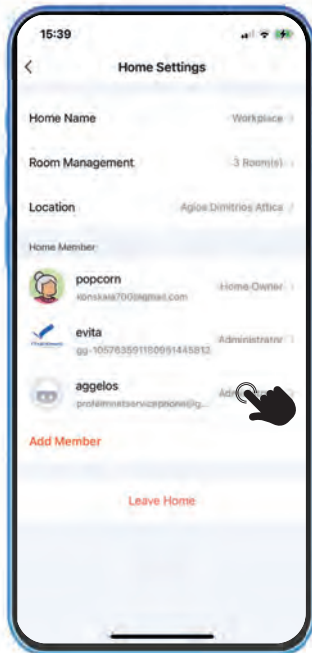 15:39
Home Settings
Home Name Workplace
Room Management 3 Room(s)
Location Agios Dimitrios Attica
Home Member
popcorn
Home Owner
evita
Administrator
aggelos
Add Member
Leave Home